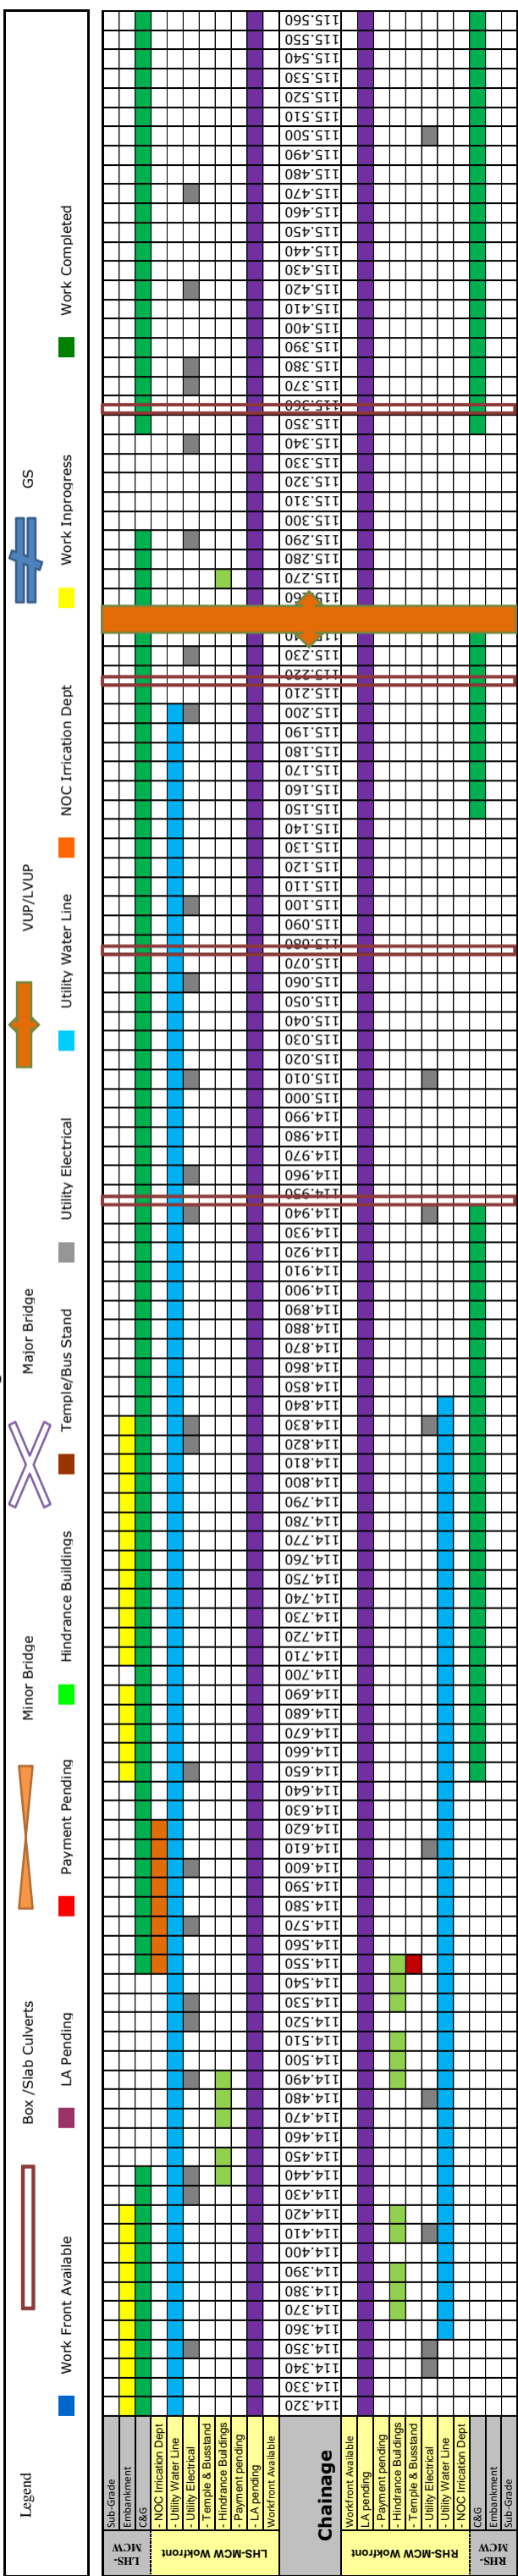 Legend
Box /Slab Culverts
Minor Bridge
Major Bridge
VUP/LVUP
GS
Work Front Available
LA Pending
Payment Pending
Hindrance Buildings
Temple/Bus Stand
Utility Electrical
Utility Water Line
NOC Irrication Dept
Work Inprogress
Work Completed
LHS-MCW
Sub-Grade
Embankment
C&G
LHS-MCW Wokfront
- NOC Irrication Dept
- Utility Water Line
- Utility Electrical
- Temple & Busstand
- Hindrance Buildings
- Payment pending
- LA pending
Workfront Available
Chainage
114.320
114.330
114.340
114.350
114.360
114.370
114.380
114.390
114.400
114.410
114.420
114.430
114.440
114.450
114.460
114.470
114.480
114.490
114.500
114.510
114.520
114.530
114.540
114.550
114.560
114.570
114.580
114.590
114.600
114.610
114.620
114.630
114.640
114.650
114.660
114.670
114.680
114.690
114.700
114.710
114.720
114.730
114.740
114.750
114.760
114.770
114.780
114.790
114.800
114.810
114.820
114.830
114.840
114.850
114.860
114.870
114.880
114.890
114.900
114.910
114.920
114.930
114.940
114.950
114.960
114.970
114.980
114.990
115.000
115.010
115.020
115.030
115.040
115.050
115.060
115.070
115.080
115.090
115.100
115.110
115.120
115.130
115.140
115.150
115.160
115.170
115.180
115.190
115.200
115.210
115.220
115.230
115.270
115.280
115.290
115.300
115.310
115.320
115.330
115.340
115.350
115.360
115.370
115.380
115.390
115.400
115.410
115.420
115.430
115.440
115.450
115.460
115.470
115.480
115.490
115.500
115.510
115.520
115.530
115.540
115.550
115.560
RHS-MCW Wokfront
Workfront Available
LA pending
Payment pending
- Hindrance Buildings
- Temple & Busstand
- Utility Electrical
- Utility Water Line
- NOC Irrication Dept
RHS-MCW
C&G
Embankment
Sub-Grade